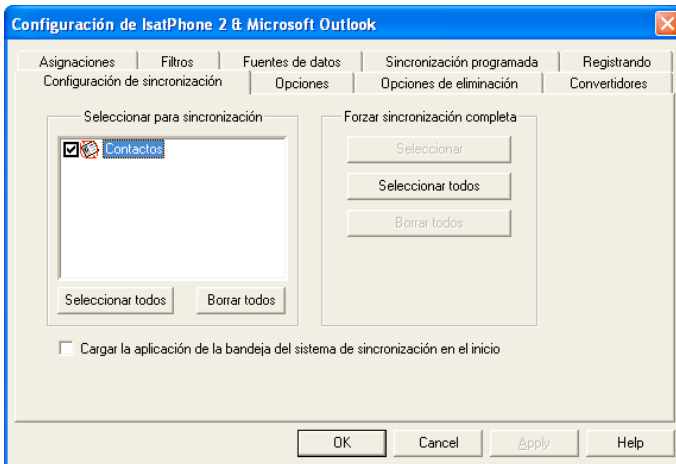 Configuración de IsatPhone 2 & Microsoft Outlook
Asignaciones
Filtros
Fuentes de datos
Sincronización programada
Registrando
Configuración de sincronización
Opciones
Opciones de eliminación
Convertidores
Seleccionar para sincronización
Contactos
Seleccionar todos
Borrar todos
Forzar sincronización completa
Seleccionar
Seleccionar todos
Borrar todos
Cargar la aplicación de la bandeja del sistema de sincronización en el inicio
OK
Cancel
Apply
Help